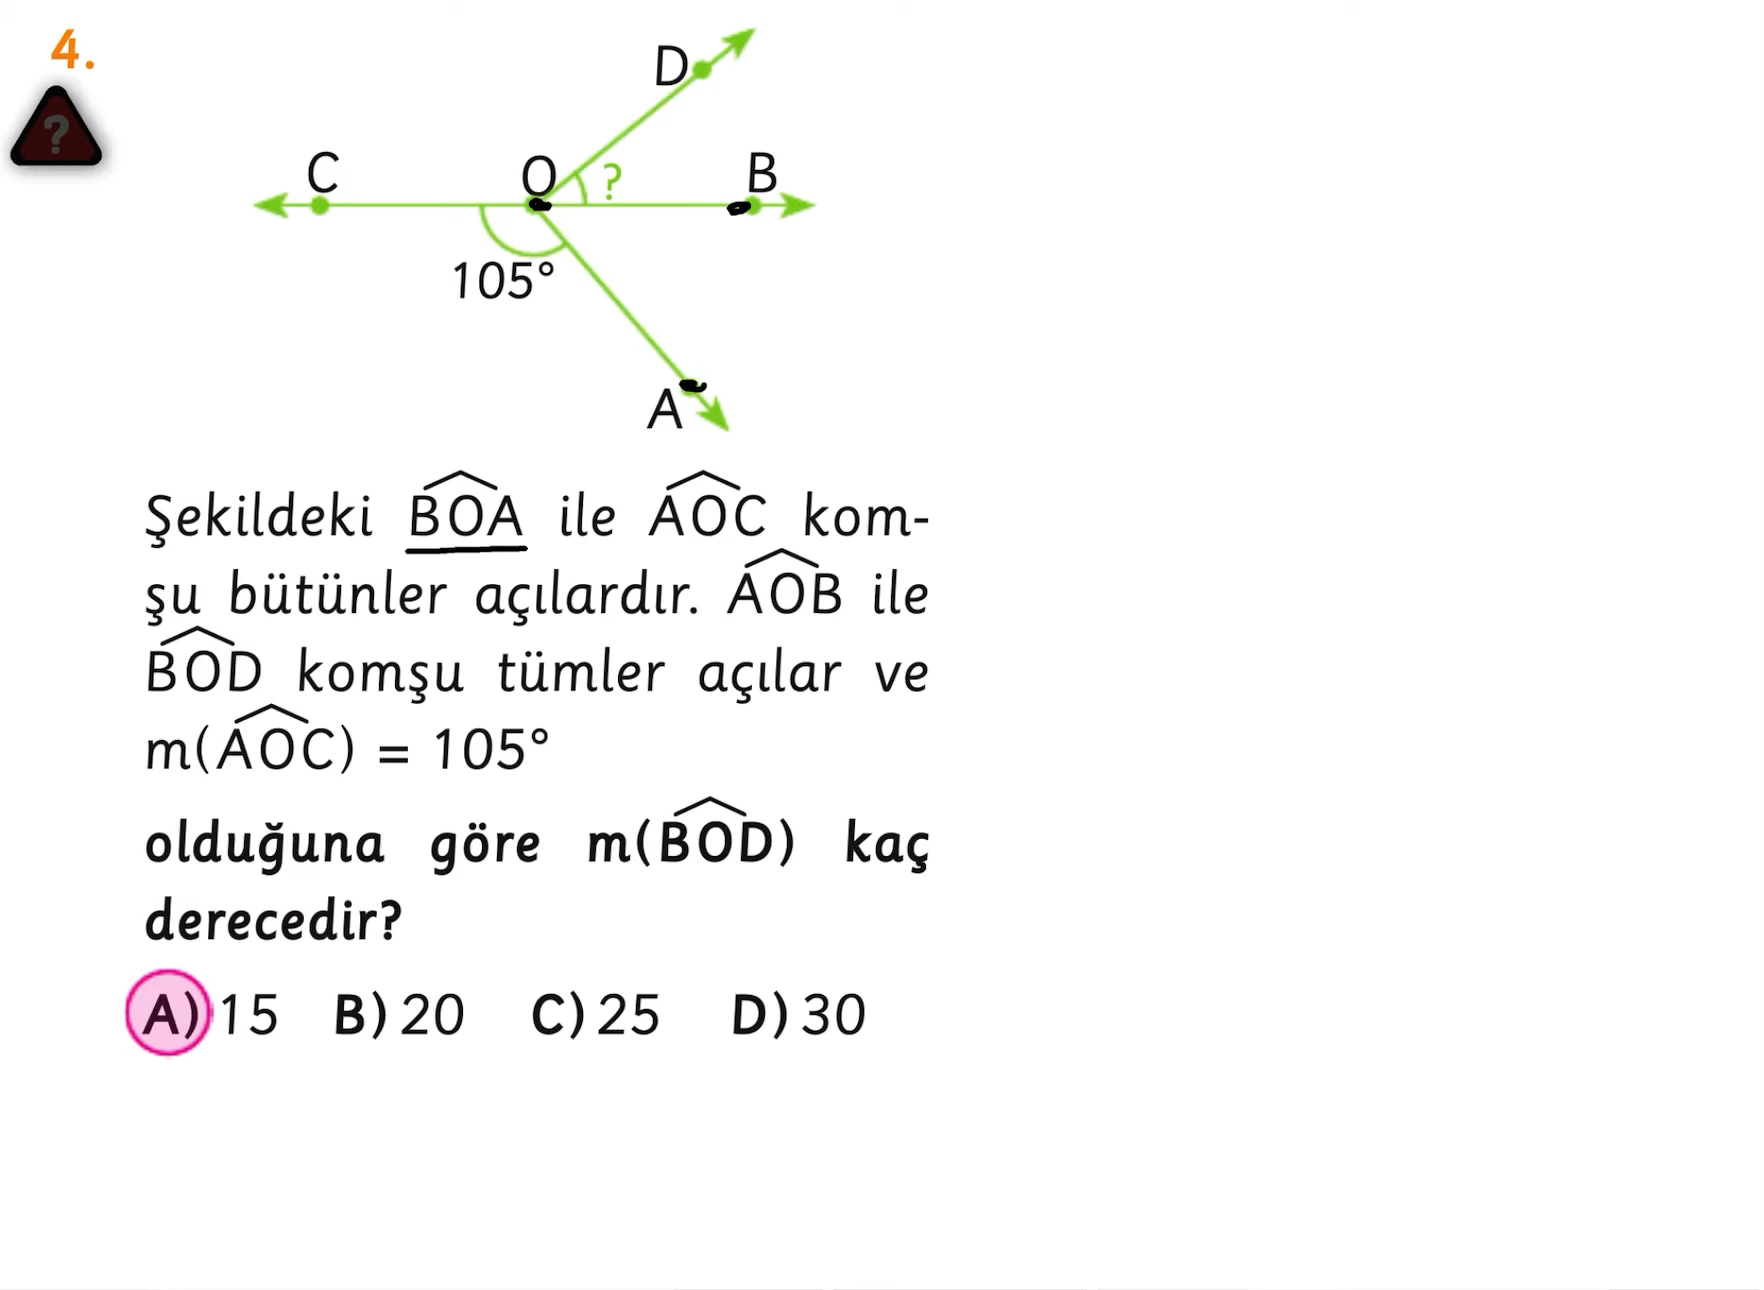 4.
?
D
C
O
?
B
105°
A
Şekildeki BOA ile AOC kom-
şu bütünler açılardır. AOB ile
BOD komşu tümler açılar ve
m(AOC) = 105°
olduğuna göre m(BOD) kaç
derecedir?
A) 15 B) 20 C) 25 D) 30